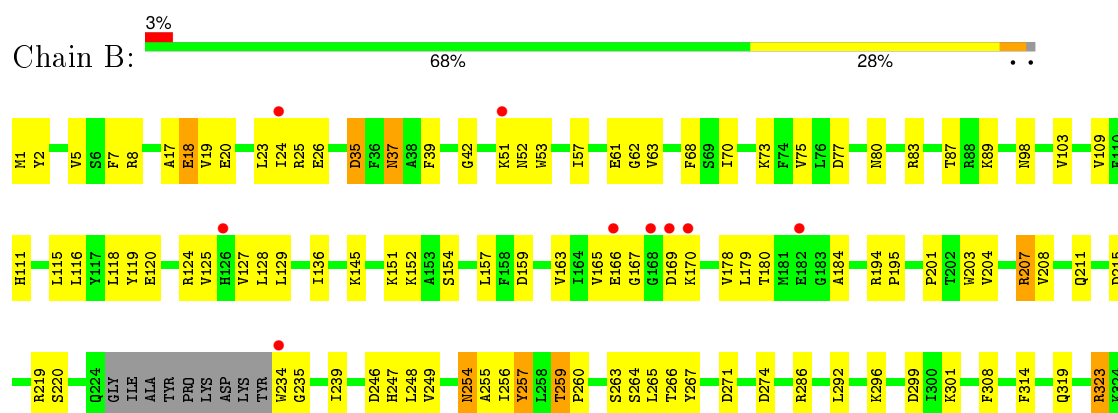 3%
Chain B:
68% 28% • •
M1 Y2 V5 S6 F7 R8 A17 E18 V19 E20 L23 I24 R25 E26 D35 F36 N37 A38 F39 G42 K51 N52 W53 I57 E61 G62 V63 F68 S69 I70 K73 F74 V75 L76 D77 N80 R83 T87 R88 K89 N98 V103 V109
H111 L115 L116 Y117 L118 Y119 E120 R124 V125 H126 V127 L128 L129 I136 K145 K151 K152 A153 S154 L157 F158 D159 V163 I164 V165 E166 G167 G168 D169 K170 V178 L179 T180 M181 E182 G183 A184 R194 P195 P201 T202 W203 V204 R207 V208 Q211
R219 S220 Q224 GLY ILE ALA TYR PRO LYS ASP LYS TYR W234 G235 I239 D246 H247 L248 V249 N254 A255 I256 Y257 L258 T259 P260 S263 S264 L265 T266 Y267 D271 D274 R286 L292 K296 D299 I300 K301 F308 F314 Q319 R323